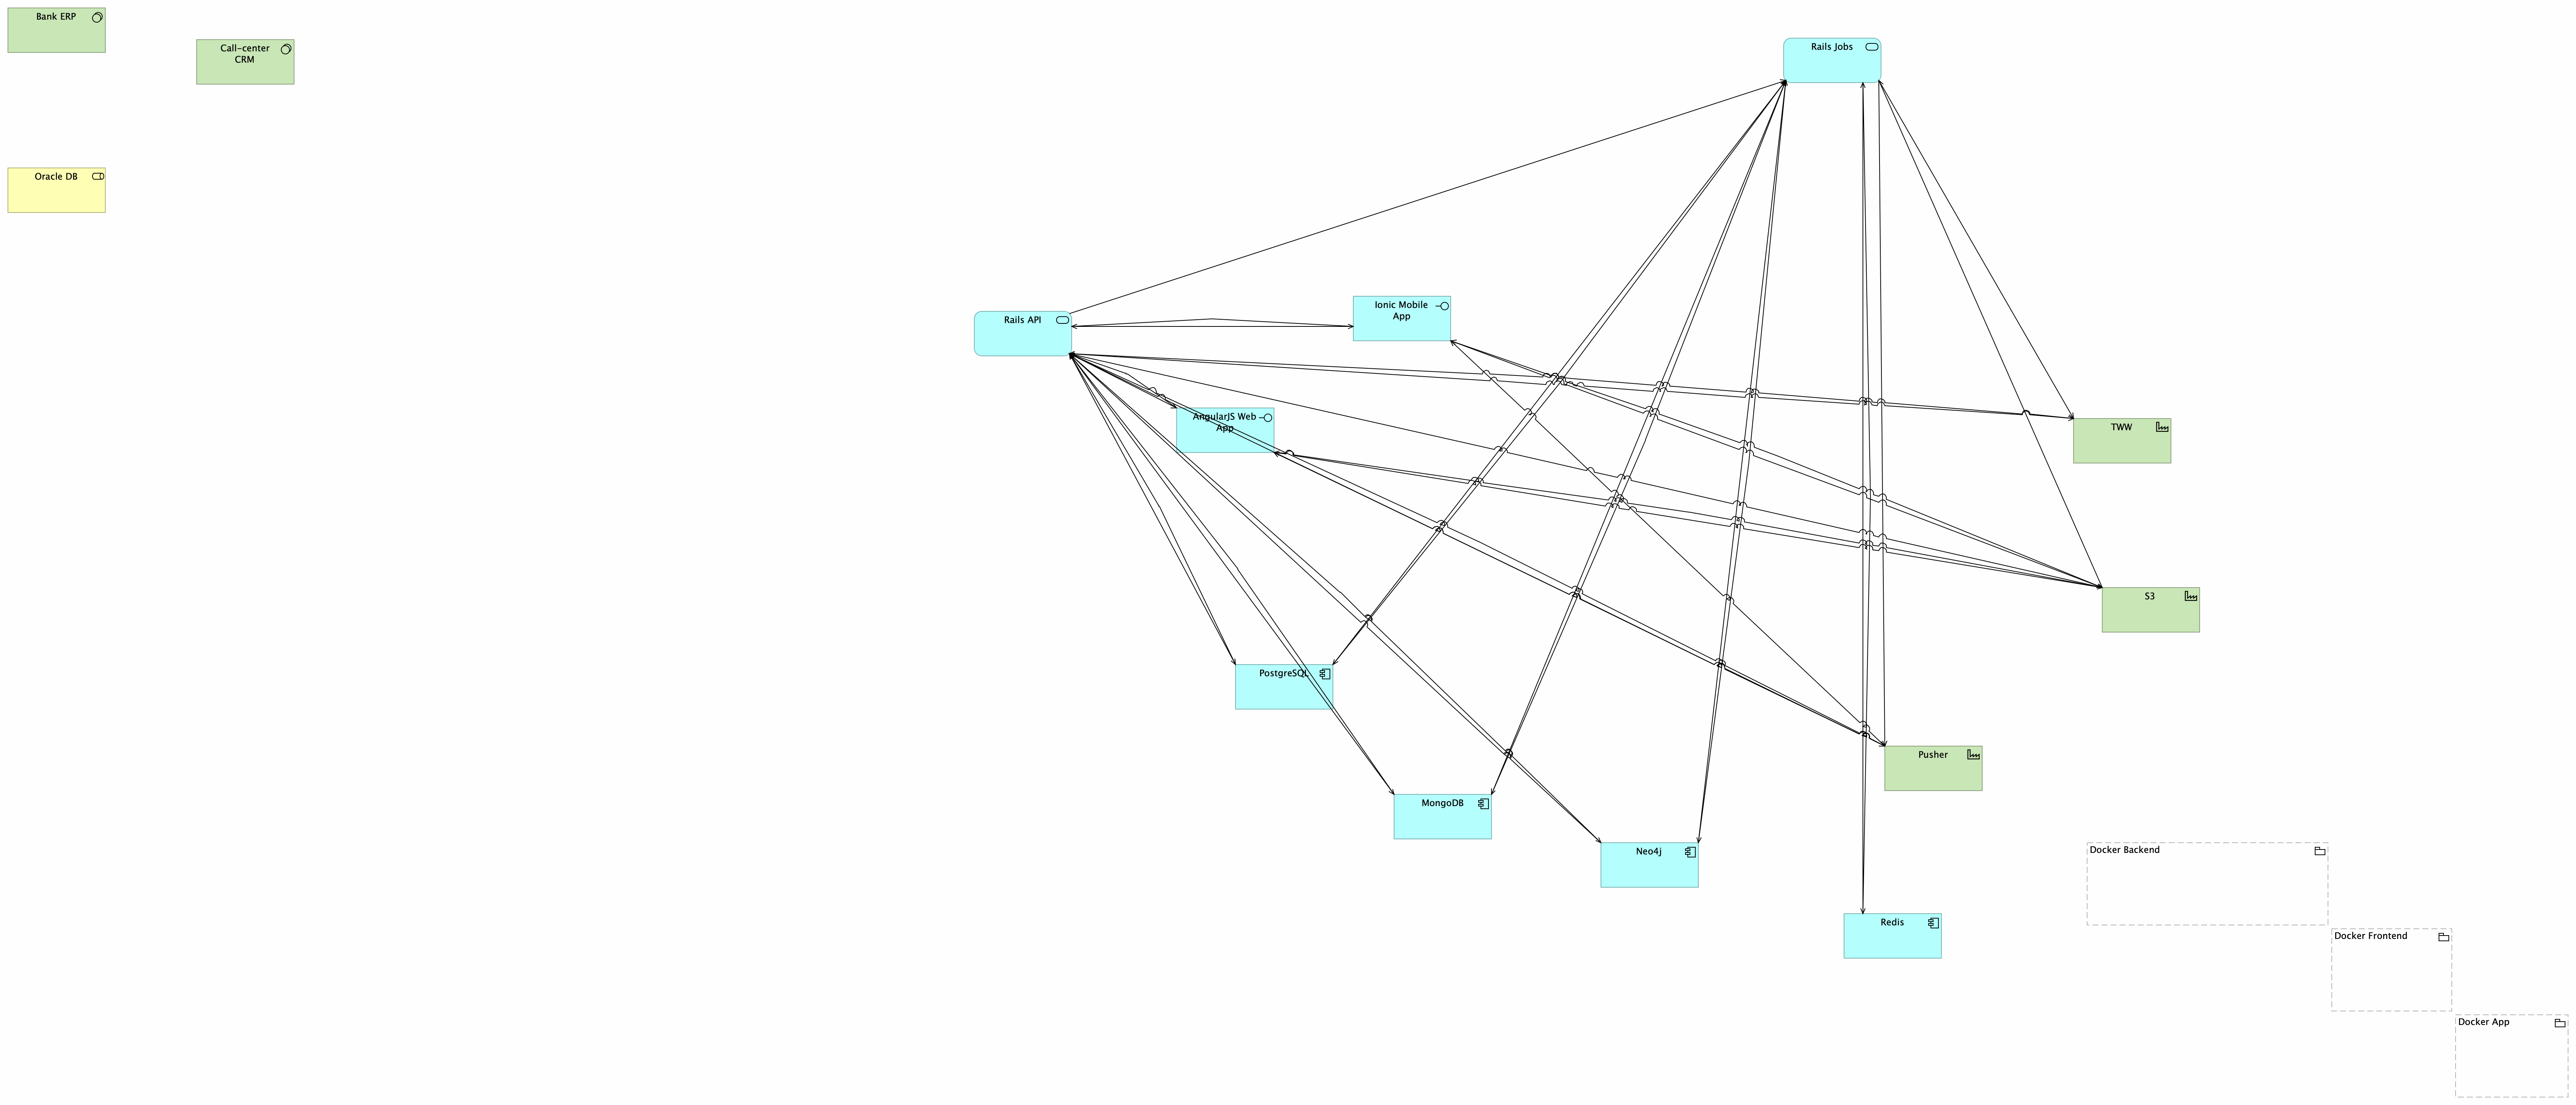 Bank ERP
Call-center
CRM
Rails Jobs
Oracle DB
Ionic Mobile
App
Rails API
AngularJS Web
App
TWW
S3
PostgreSQL
Pusher
MongoDB
Neo4j
Docker Backend
Redis
Docker Frontend
Docker App